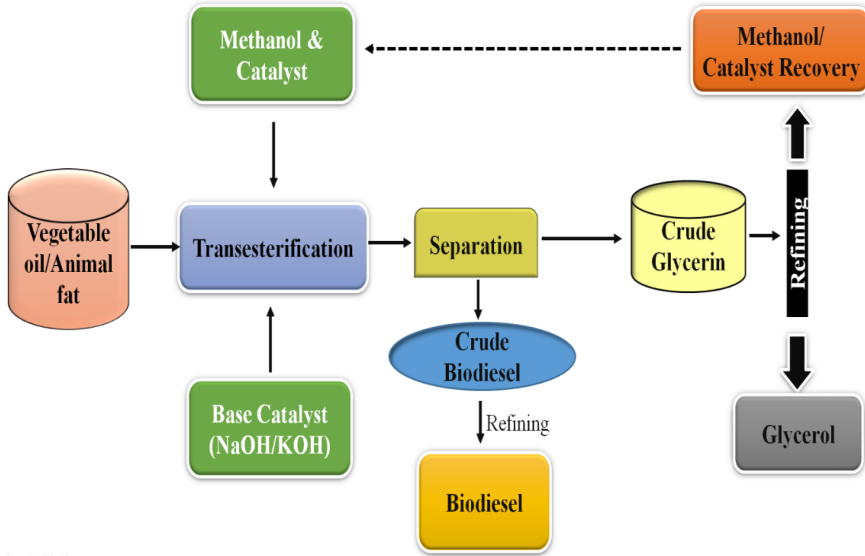 Methanol &
Catalyst
Methanol/
Catalyst Recovery
Vegetable
oil/Animal
fat
Transesterification
Separation
Crude
Glycerin
Refining
Crude
Biodiesel
Base Catalyst
(NaOH/KOH)
Refining
Glycerol
Biodiesel